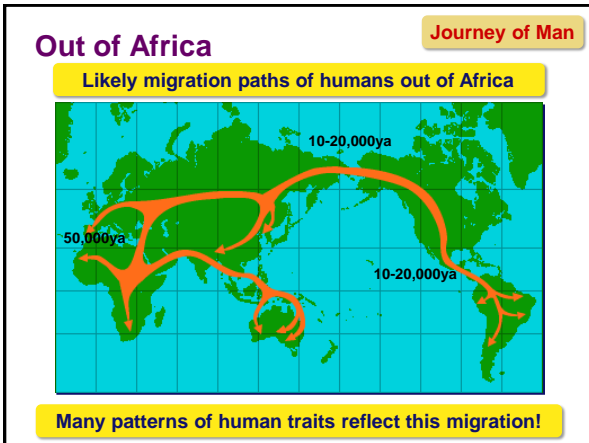 Out of Africa
Journey of Man
Likely migration paths of humans out of Africa
10-20,000ya
50,000ya
10-20,000ya
Many patterns of human traits reflect this migration!